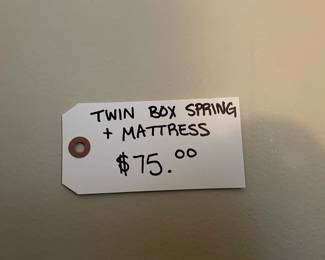 TWIN BOX SPRING
+ MATTRESS
$75.00